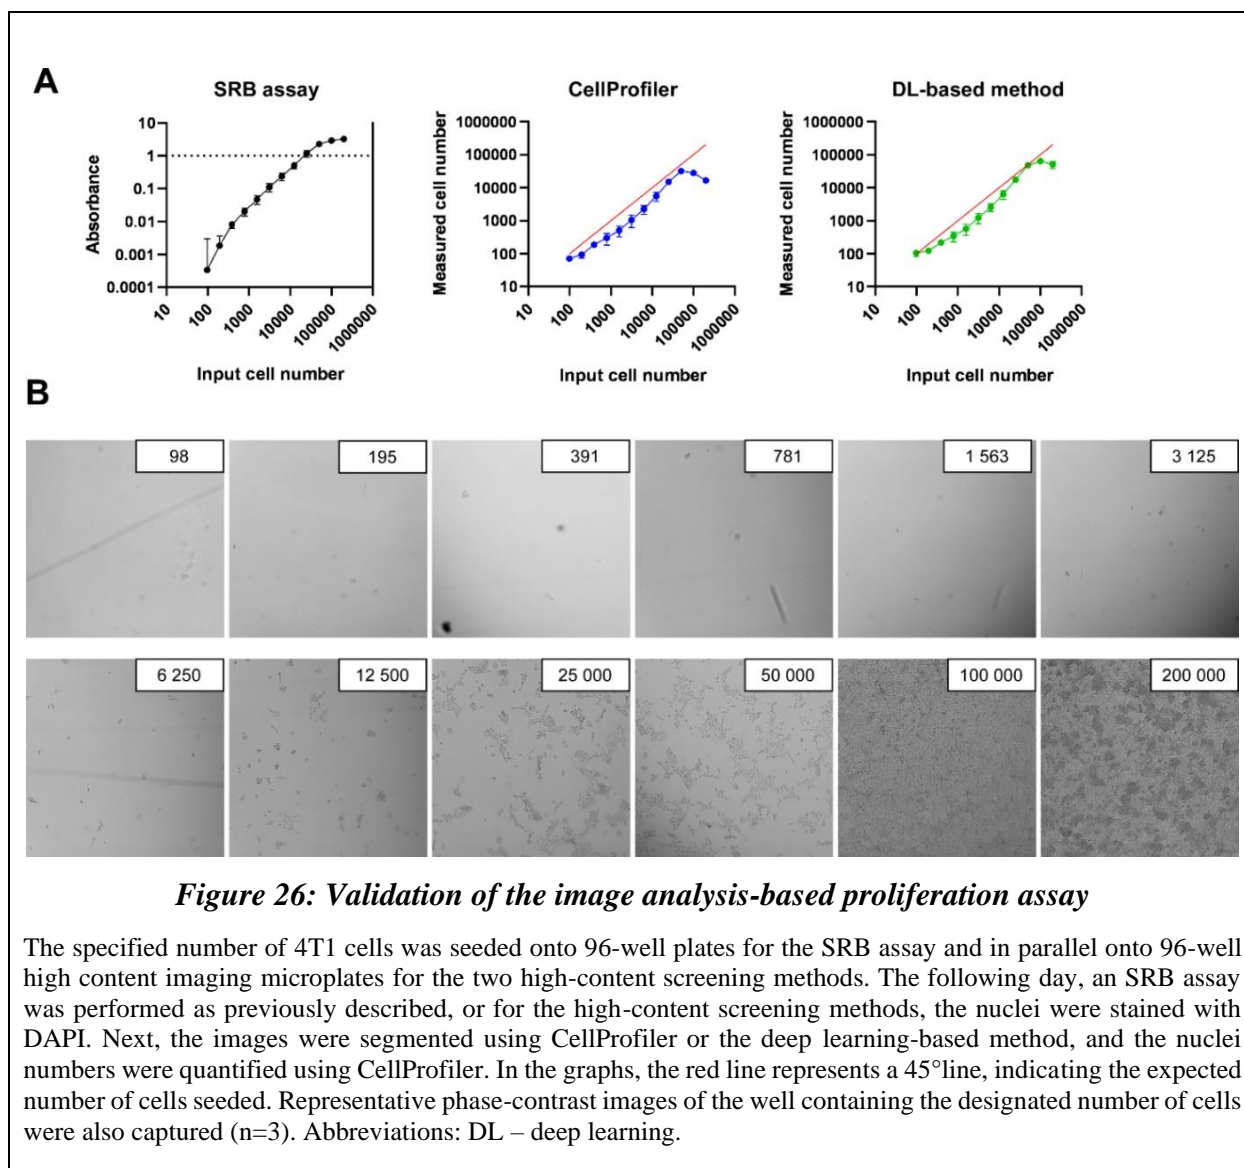 A
SRB assay
CellProfiler
DL-based method
Absorbance
10
1
0.1
0.01
0.001
0.0001
10
100
1000
10000
100000
1000000
Input cell number
Measured cell number
1000000
100000
10000
1000
100
10
10
100
1000
10000
100000
1000000
Input cell number
Measured cell number
1000000
100000
10000
1000
100
10
10
100
1000
10000
100000
1000000
Input cell number
B
98
195
391
781
1 563
3 125
6 250
12 500
25 000
50 000
100 000
200 000
Figure 26: Validation of the image analysis-based proliferation assay
The specified number of 4T1 cells was seeded onto 96-well plates for the SRB assay and in parallel onto 96-well
high content imaging microplates for the two high-content screening methods. The following day, an SRB assay
was performed as previously described, or for the high-content screening methods, the nuclei were stained with
DAPI. Next, the images were segmented using CellProfiler or the deep learning-based method, and the nuclei
numbers were quantified using CellProfiler. In the graphs, the red line represents a 45°line, indicating the expected
number of cells seeded. Representative phase-contrast images of the well containing the designated number of cells
were also captured (n=3). Abbreviations: DL – deep learning.